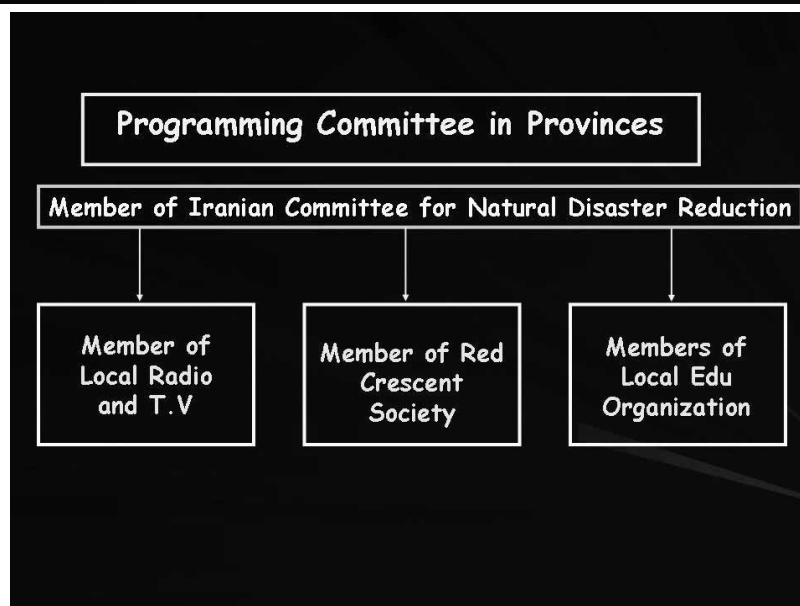 Programming Committee in Provinces
Member of Iranian Committee for Natural Disaster Reduction
Member of
Local Radio
and T.V
Member of Red
Crescent
Society
Members of
Local Edu
Organization